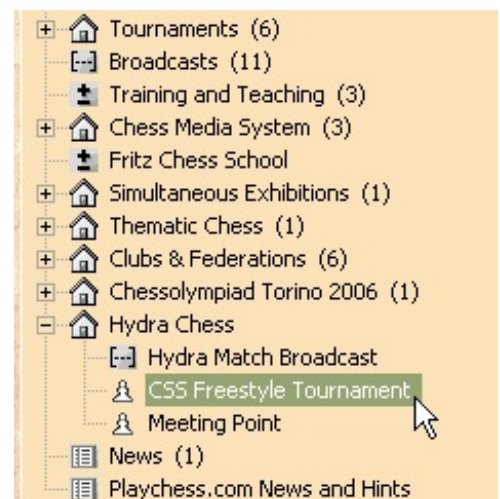 Tournaments (6)
Broadcasts (11)
Training and Teaching (3)
Chess Media System (3)
Fritz Chess School
Simultaneous Exhibitions (1)
Thematic Chess (1)
Clubs & Federations (6)
Chessolympiad Torino 2006 (1)
Hydra Chess
Hydra Match Broadcast
CSS Freestyle Tournament
Meeting Point
News (1)
Playchess.com News and Hints